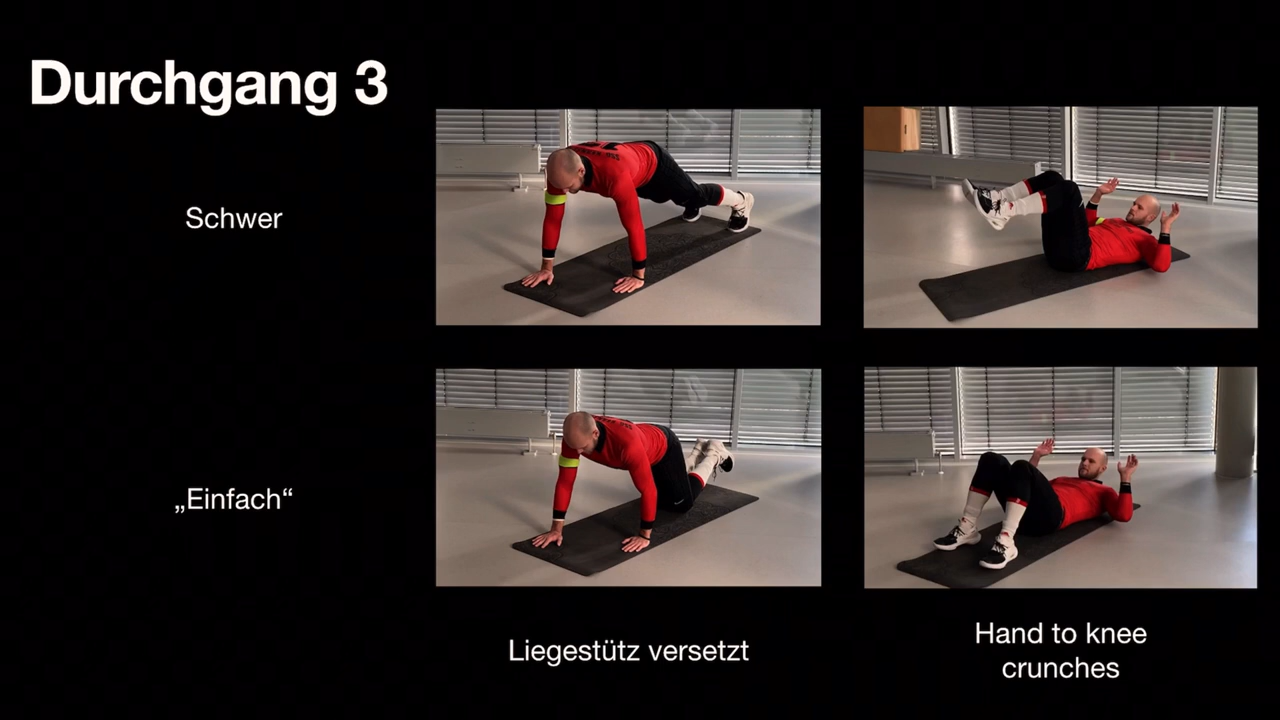 Durchgang 3
Schwer
„Einfach“
Liegestütz versetzt
Hand to knee
crunches